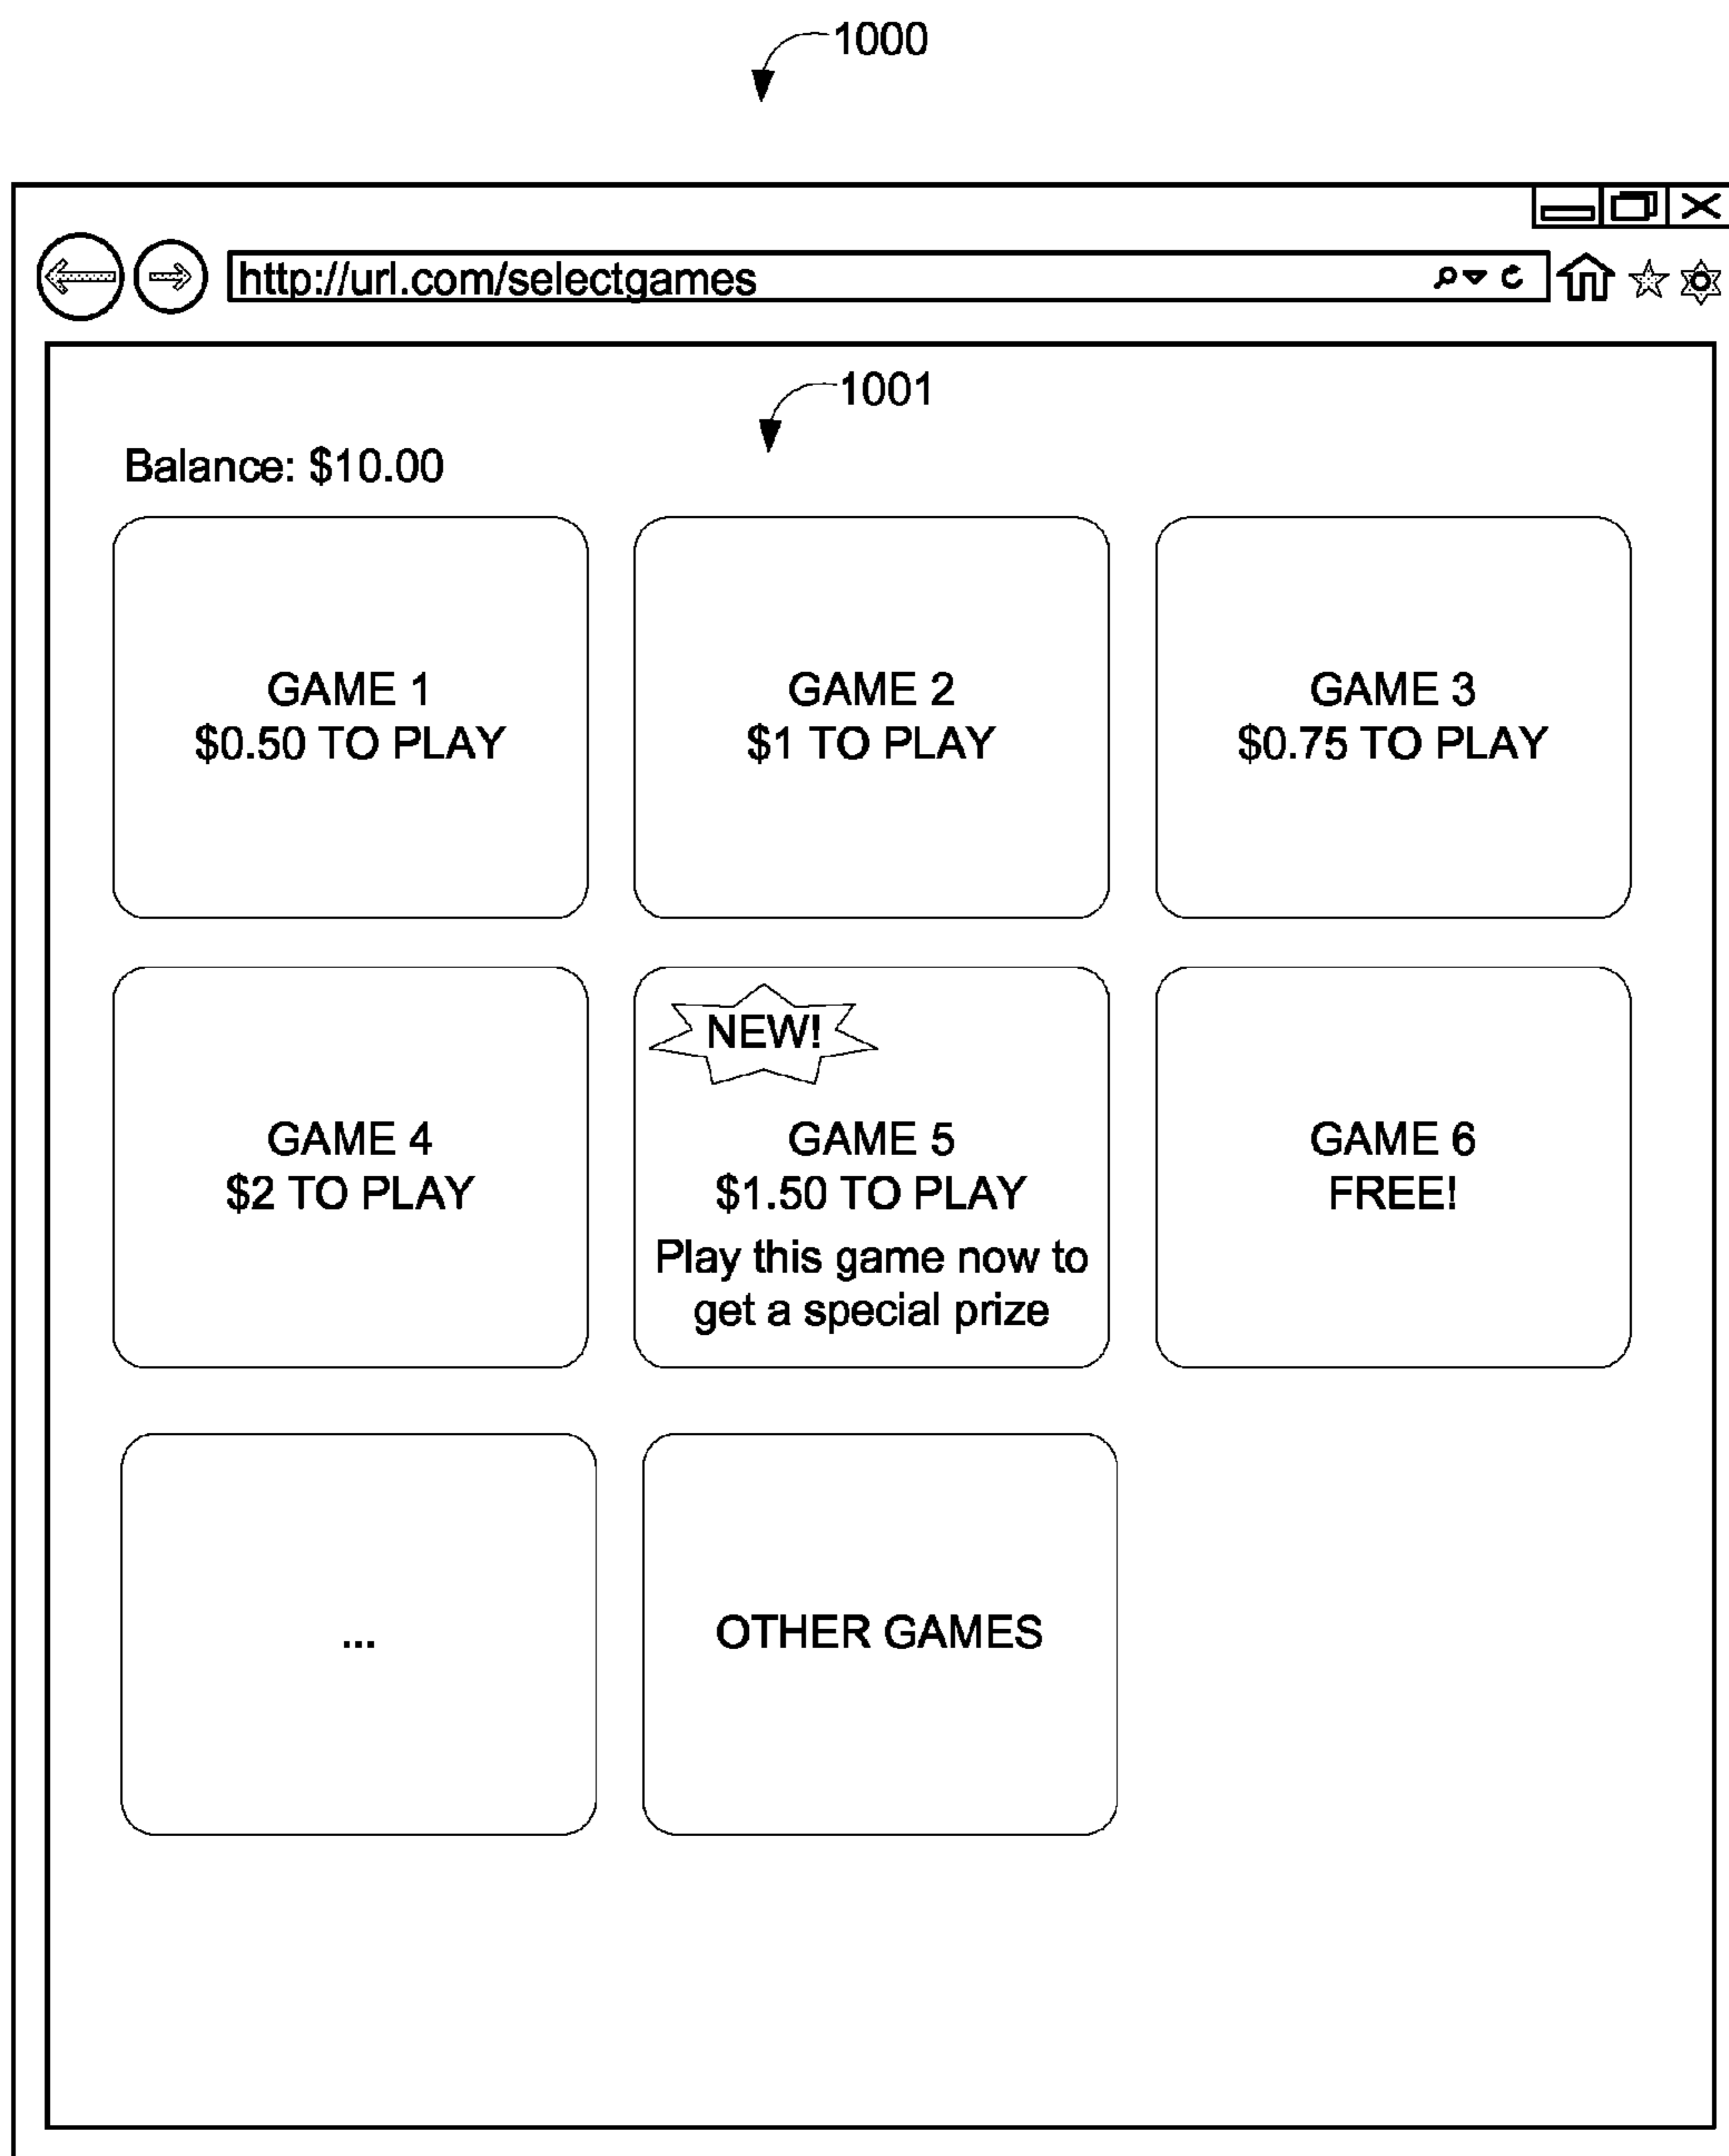 1000
http://url.com/selectgames
1001
Balance: $10.00
GAME 1
$0.50 TO PLAY
GAME 2
$1 TO PLAY
GAME 3
$0.75 TO PLAY
GAME 4
$2 TO PLAY
NEW!
GAME 5
$1.50 TO PLAY
Play this game now to
get a special prize
GAME 6
FREE!
...
OTHER GAMES